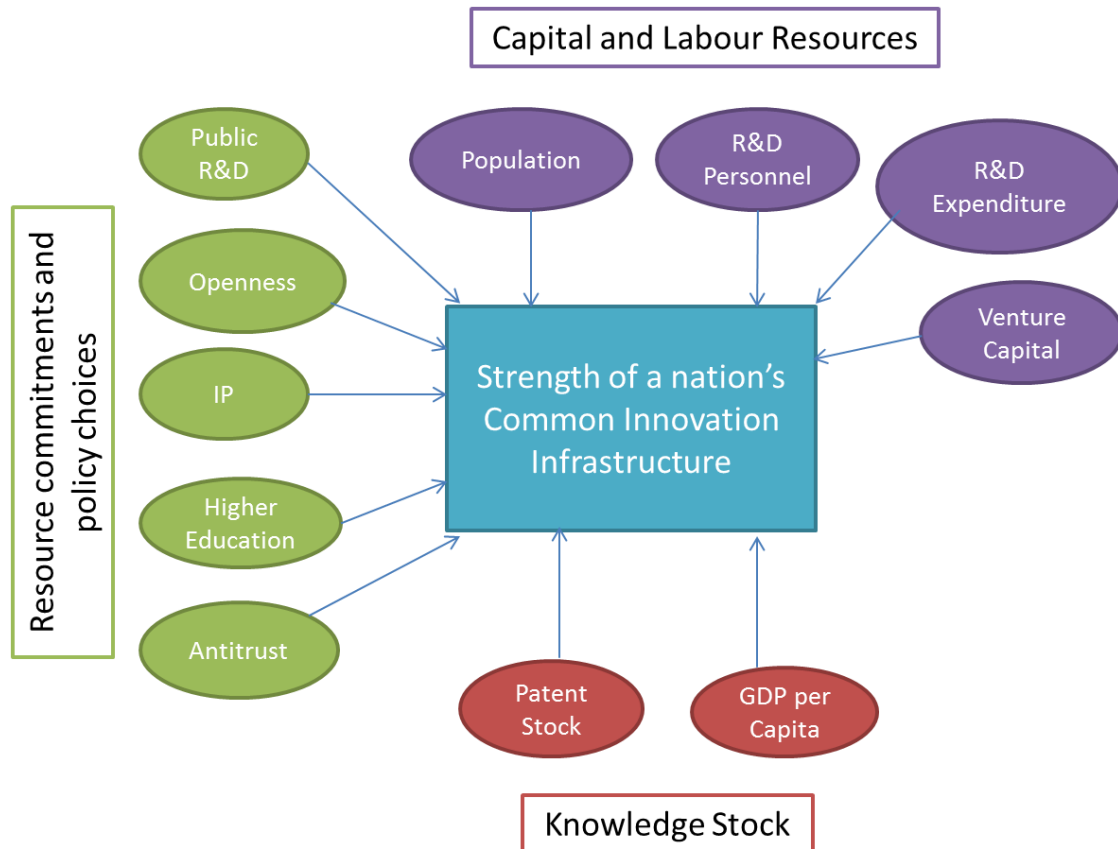 Capital and Labour Resources
Public
R&D
Population
R&D
Personnel
R&D
Expenditure
Resource commitments and
policy choices
Openness
Venture
Capital
IP
Strength of a nation’s
Common Innovation
Infrastructure
Higher
Education
Antitrust
Patent
Stock
GDP per
Capita
Knowledge Stock